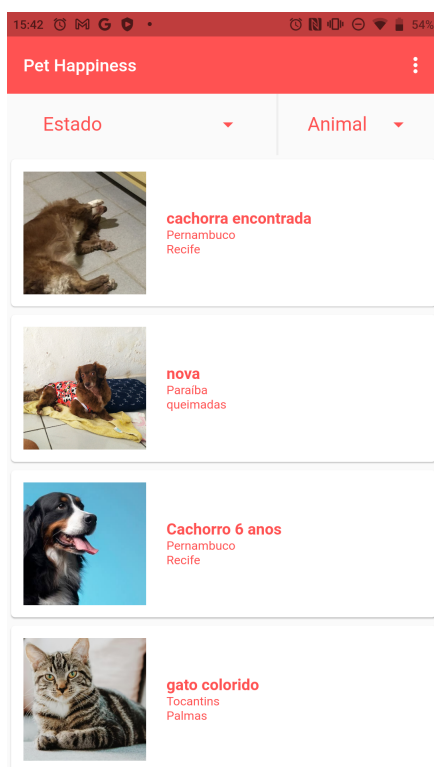 15:42
54%
Pet Happiness
Estado
Animal
cachorra encontrada
Pernambuco
Recife
nova
Paraíba
queimadas
Cachorro 6 anos
Pernambuco
Recife
gato colorido
Tocantins
Palmas